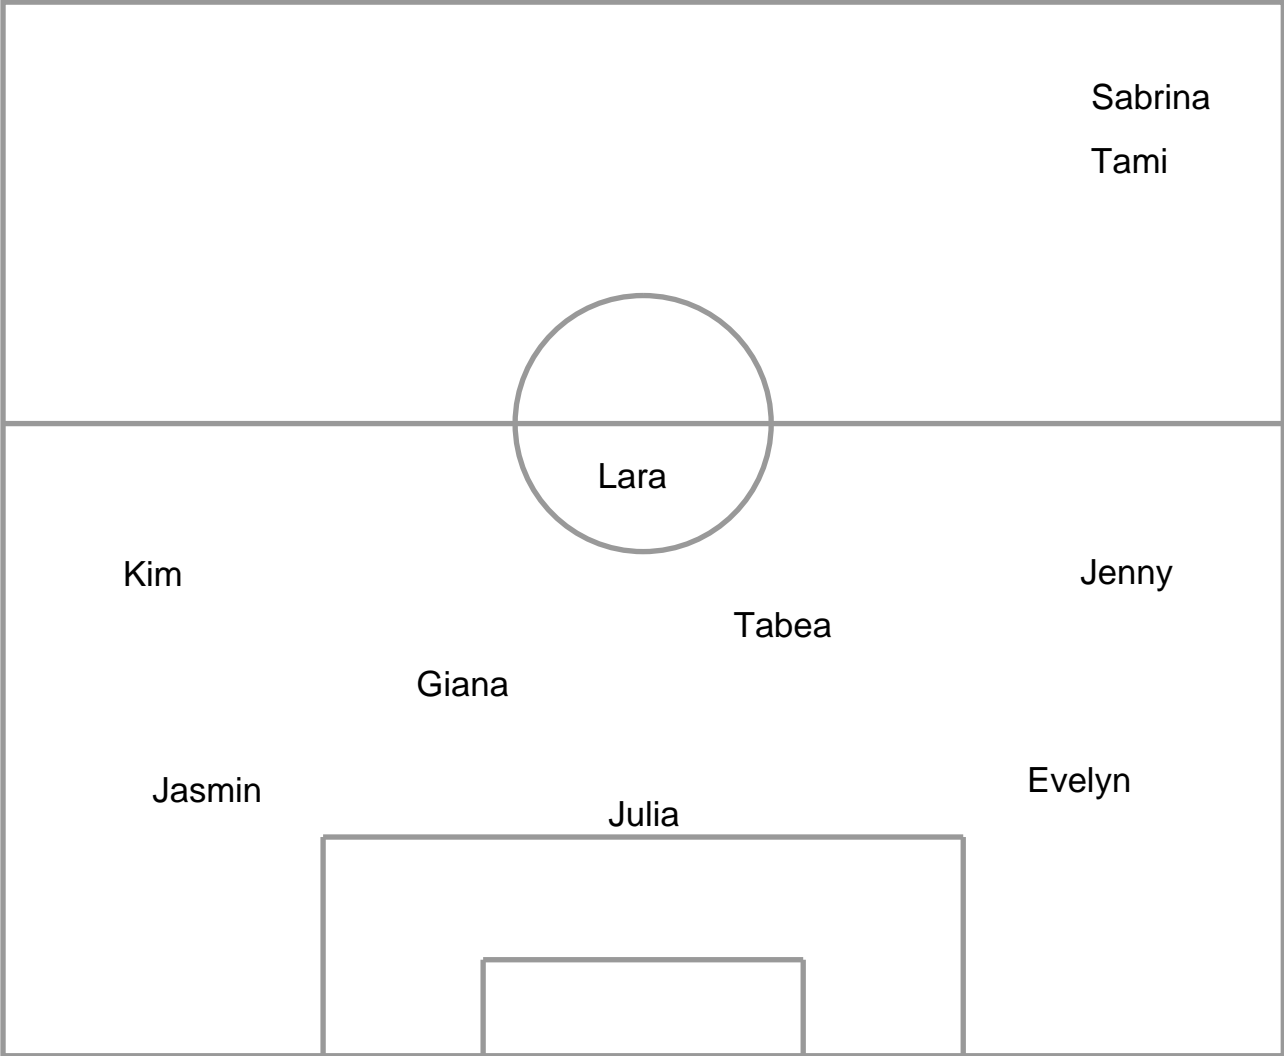 Sabrina
Tami
Lara
Kim
Jenny
Tabea
Giana
Jasmin
Evelyn
Julia